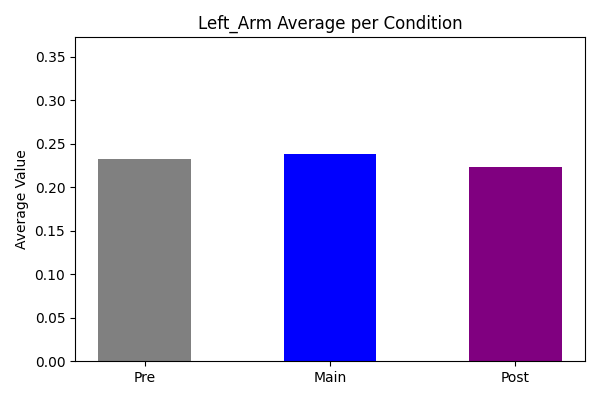 Left_Arm Average per Condition
Average Value
0.35
0.30
0.25
0.20
0.15
0.10
0.05
0.00
Pre
Main
Post